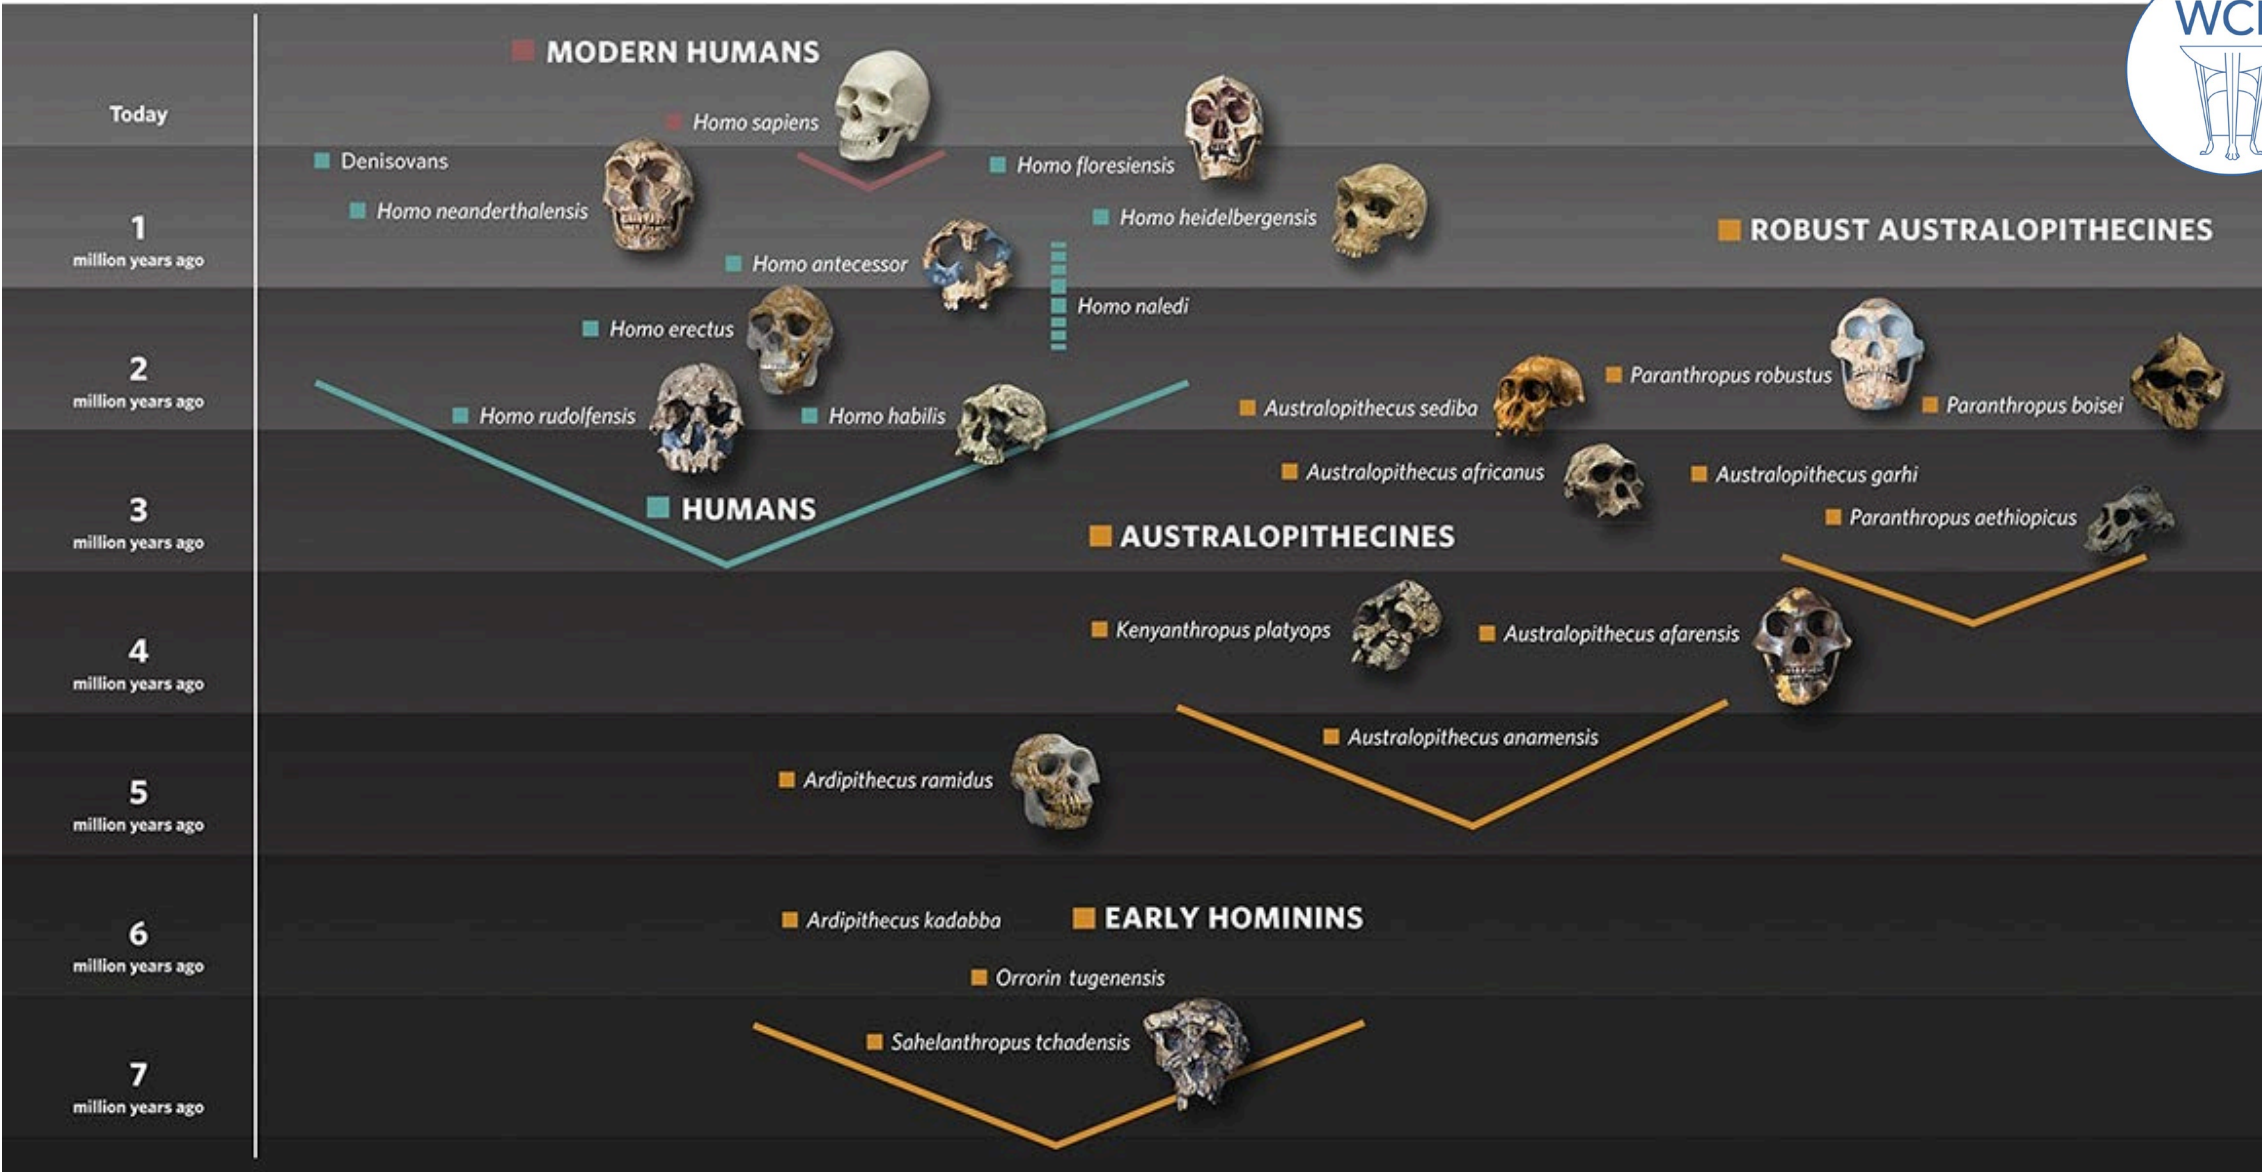 WCI
MODERN HUMANS
Today
Homo sapiens
Denisovans
Homo floresiensis
Homo neanderthalensis
Homo heidelbergensis
1
million years ago
ROBUST AUSTRALOPITHECINES
Homo antecessor
Homo naledi
Homo erectus
2
million years ago
Paranthropus robustus
Paranthropus boisei
Australopithecus sediba
Homo rudolfensis
Homo habilis
Australopithecus africanus
Australopithecus garhi
3
million years ago
HUMANS
Paranthropus aethiopicus
AUSTRALOPITHECINES
Kenyanthropus platyops
Australopithecus afarensis
4
million years ago
Australopithecus anamensis
Ardipithecus ramidus
5
million years ago
Ardipithecus kadabba
EARLY HOMININS
6
million years ago
Orrorin tugenensis
Sahelanthropus tchadensis
7
million years ago